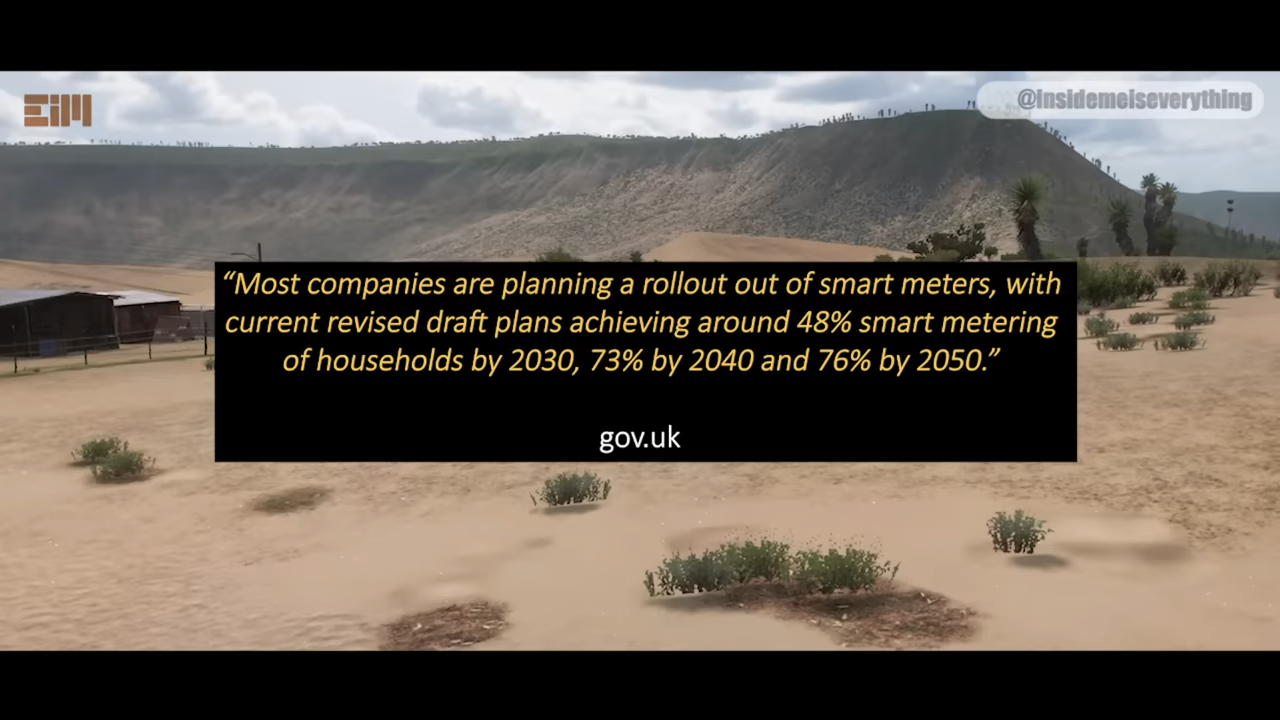 EiM
@insidemeiseverything
“Most companies are planning a rollout out of smart meters, with
current revised draft plans achieving around 48% smart metering
of households by 2030, 73% by 2040 and 76% by 2050.”
gov.uk